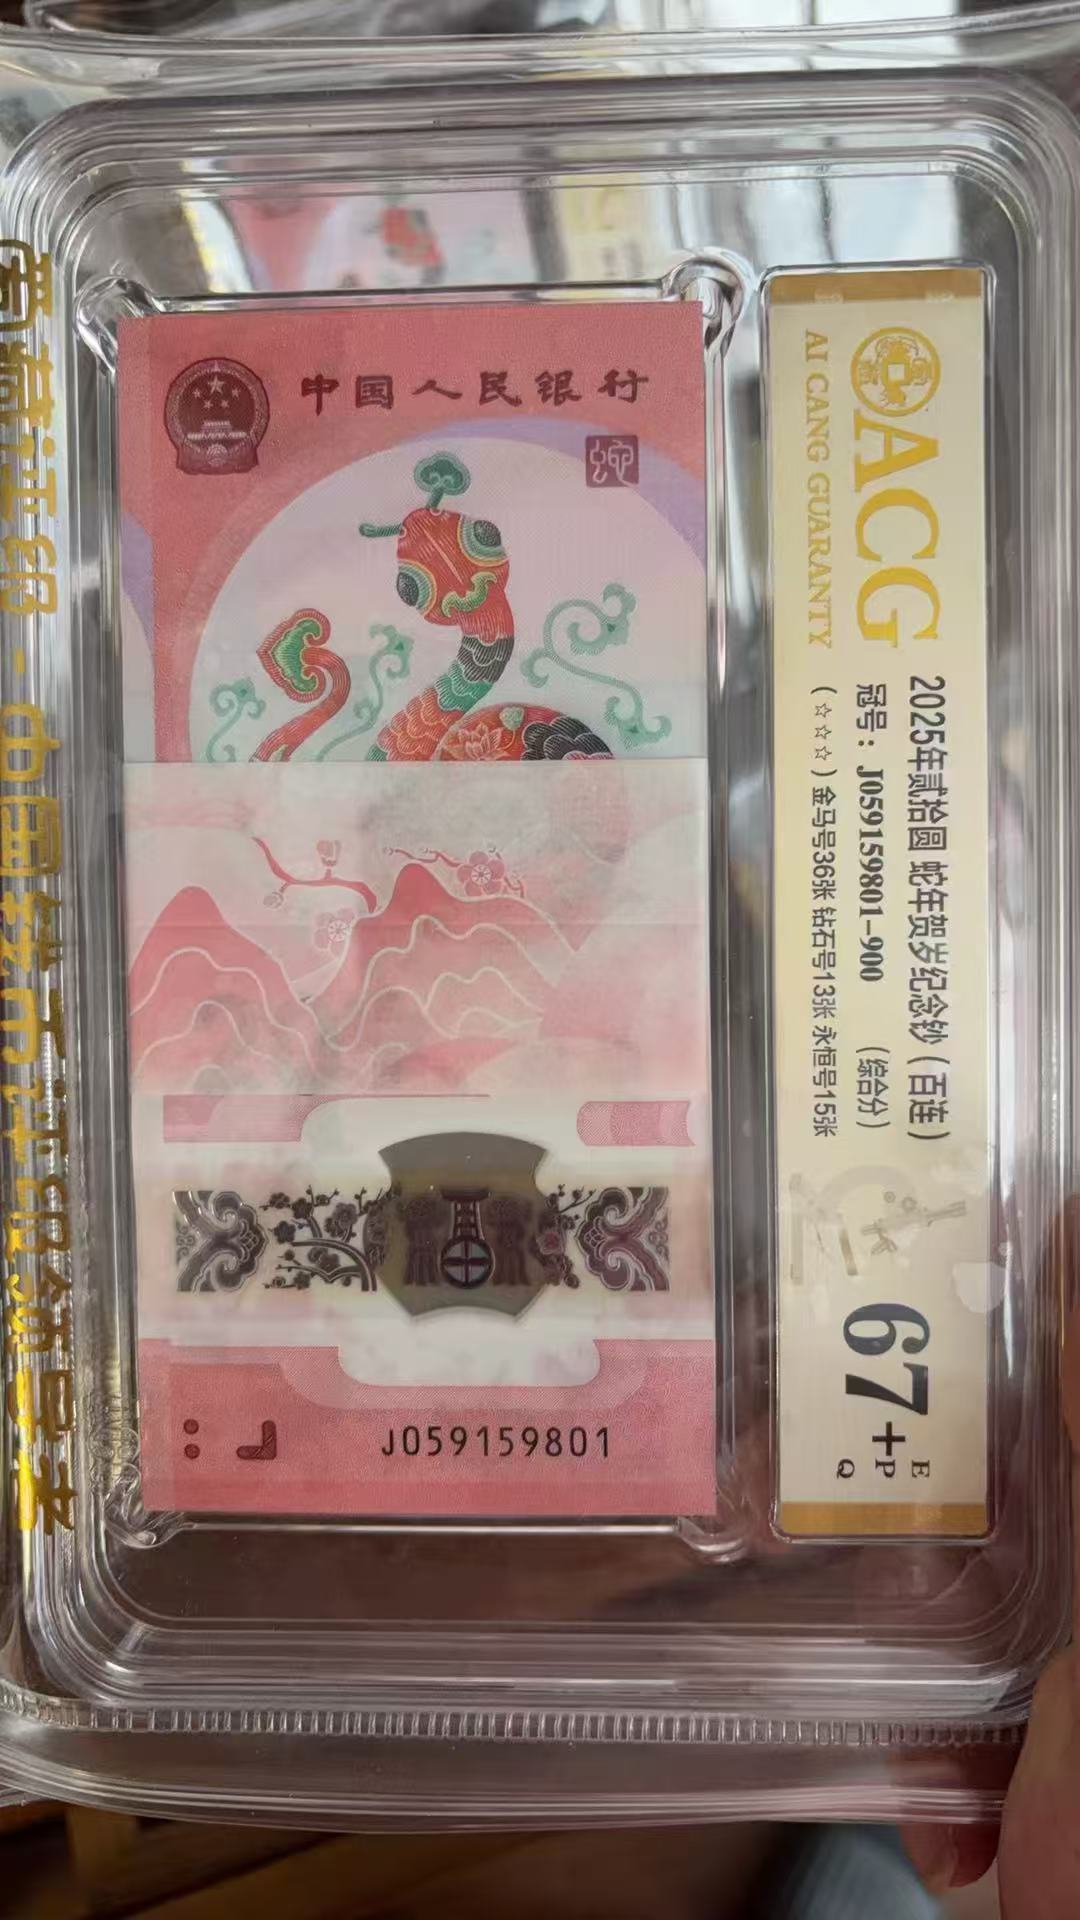 中国人民银行
蛇
J059159801
ACG
AI CANG GUARANTY
2025年贰拾圆 蛇年贺岁纪念钞（百连）
冠号：J059159801-900 （综合分）
（☆☆☆）金马号36张 钻石号13张 永恒号15张
67+
E
P
Q